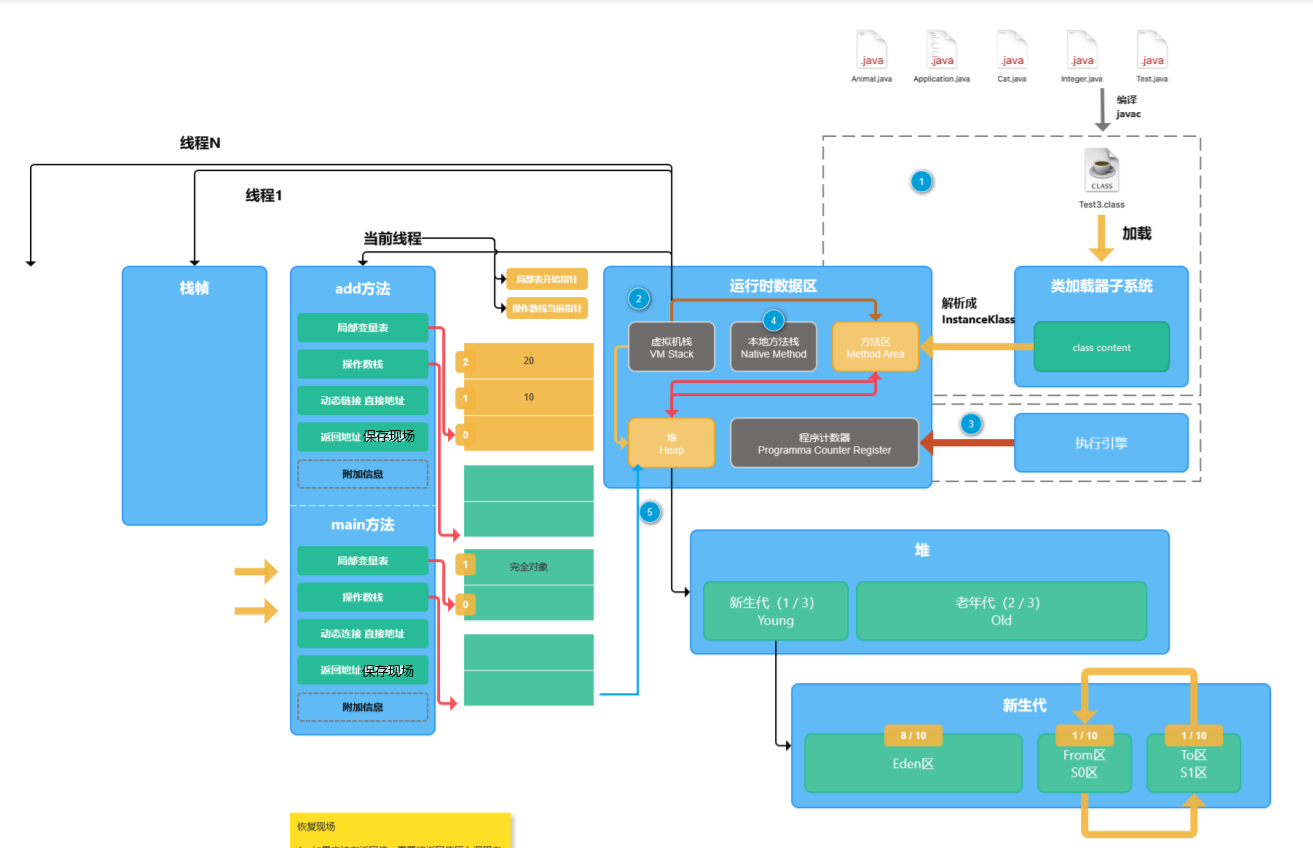 .java
.java
.java
.java
.java
Animal.java
Application.java
Cat.java
Integer.java
Test.java
编译
javac
线程N
线程1
当前线程
1
CLASS
Test3.class
加载
栈帧
add方法
局部变量表
操作数栈
动态链接 直接地址
返回地址 保存现场
附加信息
main方法
局部变量表
操作数栈
动态连接 直接地址
返回地址 保存现场
附加信息
局部表开始指针
操作数栈当前指针
2
20
1
10
0
1
完全对象
0
运行时数据区
2
虚拟机栈
VM Stack
4
本地方法栈
Native Method
方法区
Method Area
堆
Heap
程序计数器
Programma Counter Register
解析成
InstanceKlass
类加载器子系统
class content
3
执行引擎
5
堆
新生代（1 / 3）
Young
老年代（2 / 3）
Old
新生代
8 / 10
Eden区
1 / 10
From区
S0区
1 / 10
To区
S1区
恢复现场